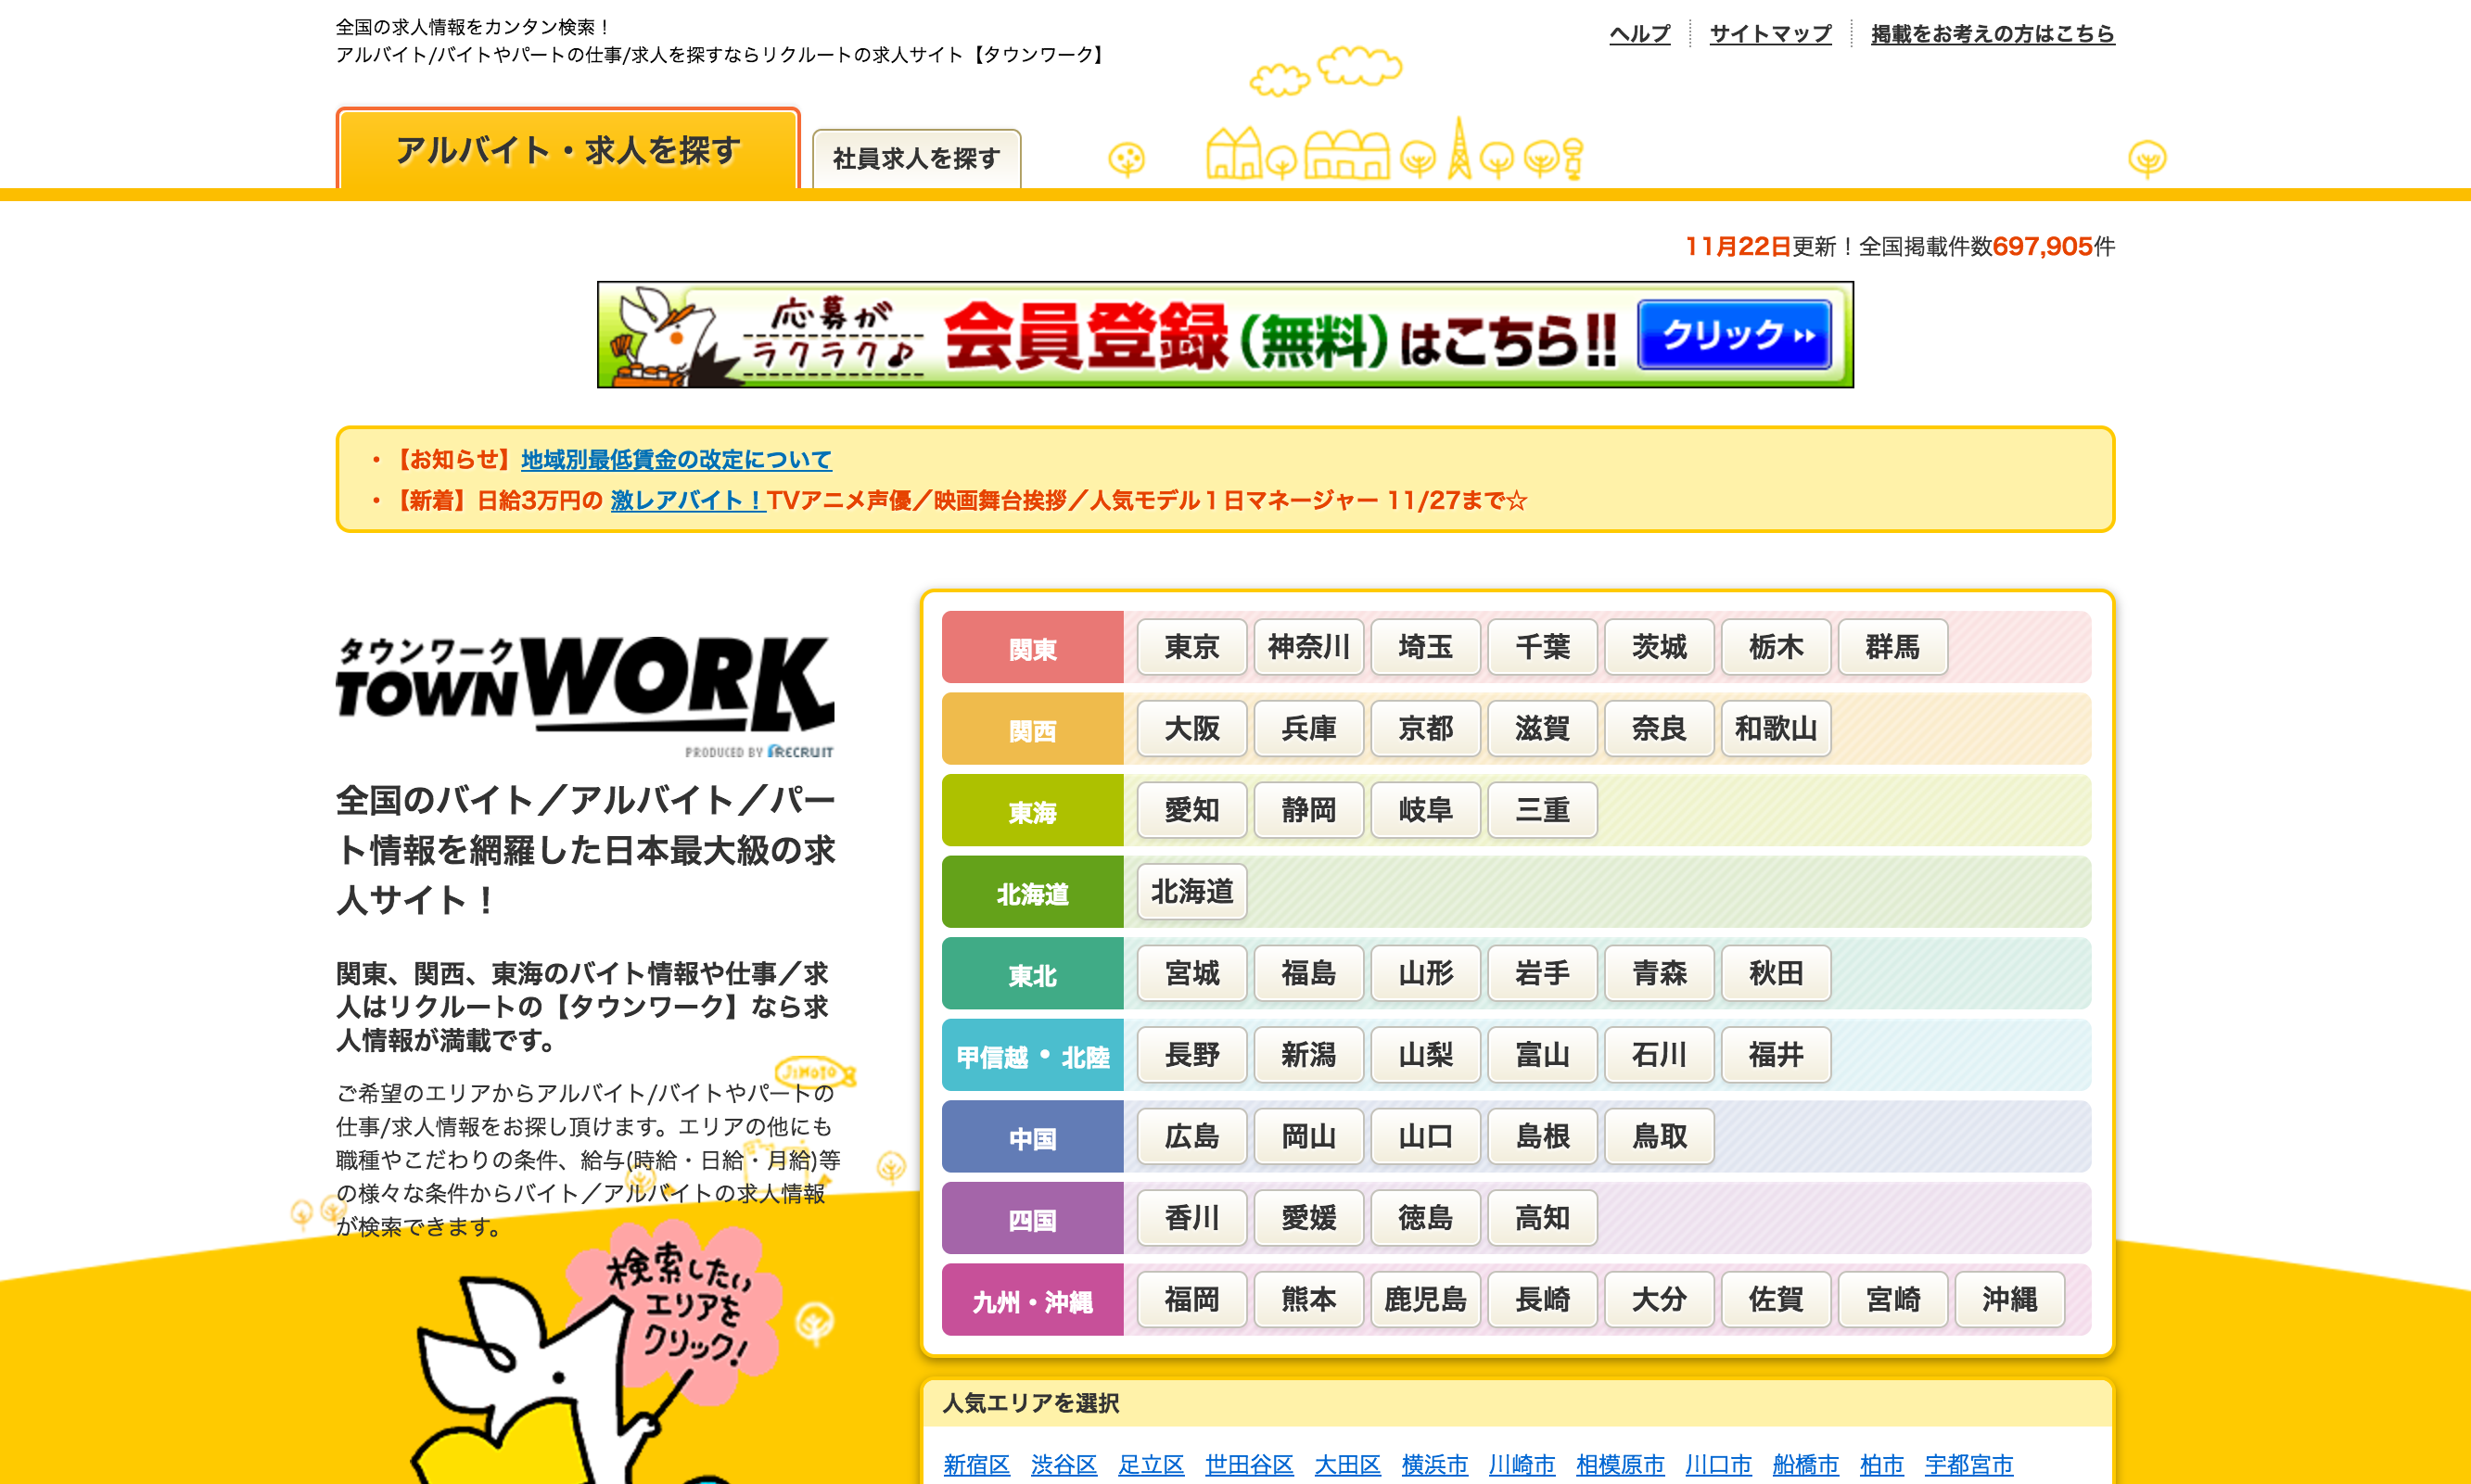 全国の求人情報をカンタン検索！
アルバイト/バイトやパートの仕事/求人を探すならリクルートの求人サイト【タウンワーク】
ヘルプ サイトマップ 掲載をお考えの方はこちら
アルバイト・求人を探す 社員求人を探す
11月22日更新！全国掲載件数697,905件
応募が
ラクラク♪
会員登録(無料)はこちら!!
クリック
・【お知らせ】地域別最低賃金の改定について
・【新着】日給3万円の 激レアバイト！TVアニメ声優／映画舞台挨拶／人気モデル１日マネージャー 11/27まで☆
タウンワーク
TOWNWORK
PRODUCED BY RECRUIT
全国のバイト／アルバイト／パー
ト情報を網羅した日本最大級の求
人サイト！
関東、関西、東海のバイト情報や仕事／求
人はリクルートの【タウンワーク】なら求
人情報が満載です。
JIMOTO
ご希望のエリアからアルバイト/バイトやパートの
仕事/求人情報をお探し頂けます。エリアの他にも
職種やこだわりの条件、給与(時給・日給・月給)等
の様々な条件からバイト／アルバイトの求人情報
が検索できます。
検索したい
エリアを
クリック!
関東 東京 神奈川 埼玉 千葉 茨城 栃木 群馬
関西 大阪 兵庫 京都 滋賀 奈良 和歌山
東海 愛知 静岡 岐阜 三重
北海道 北海道
東北 宮城 福島 山形 岩手 青森 秋田
甲信越・北陸 長野 新潟 山梨 富山 石川 福井
中国 広島 岡山 山口 島根 鳥取
四国 香川 愛媛 徳島 高知
九州・沖縄 福岡 熊本 鹿児島 長崎 大分 佐賀 宮崎 沖縄
人気エリアを選択
新宿区 渋谷区 足立区 世田谷区 大田区 横浜市 川崎市 相模原市 川口市 船橋市 柏市 宇都宮市